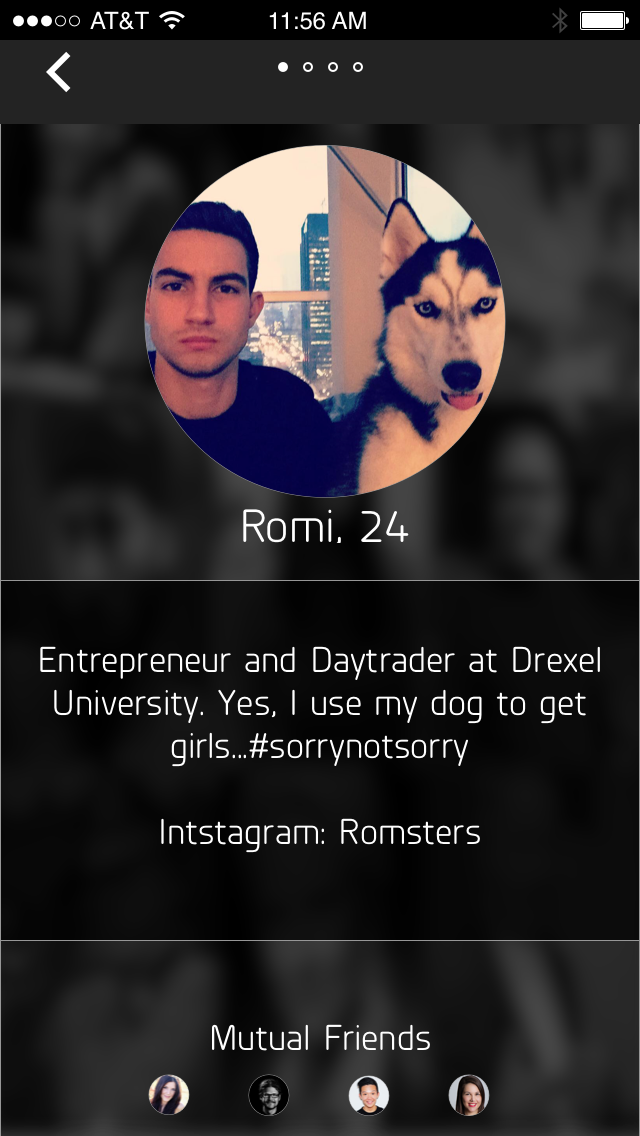 AT&T 11:56 AM
Romi, 24
Entrepreneur and Daytrader at Drexel
University. Yes, I use my dog to get
girls...#sorrynotsorry
Intstagram: Romsters
Mutual Friends